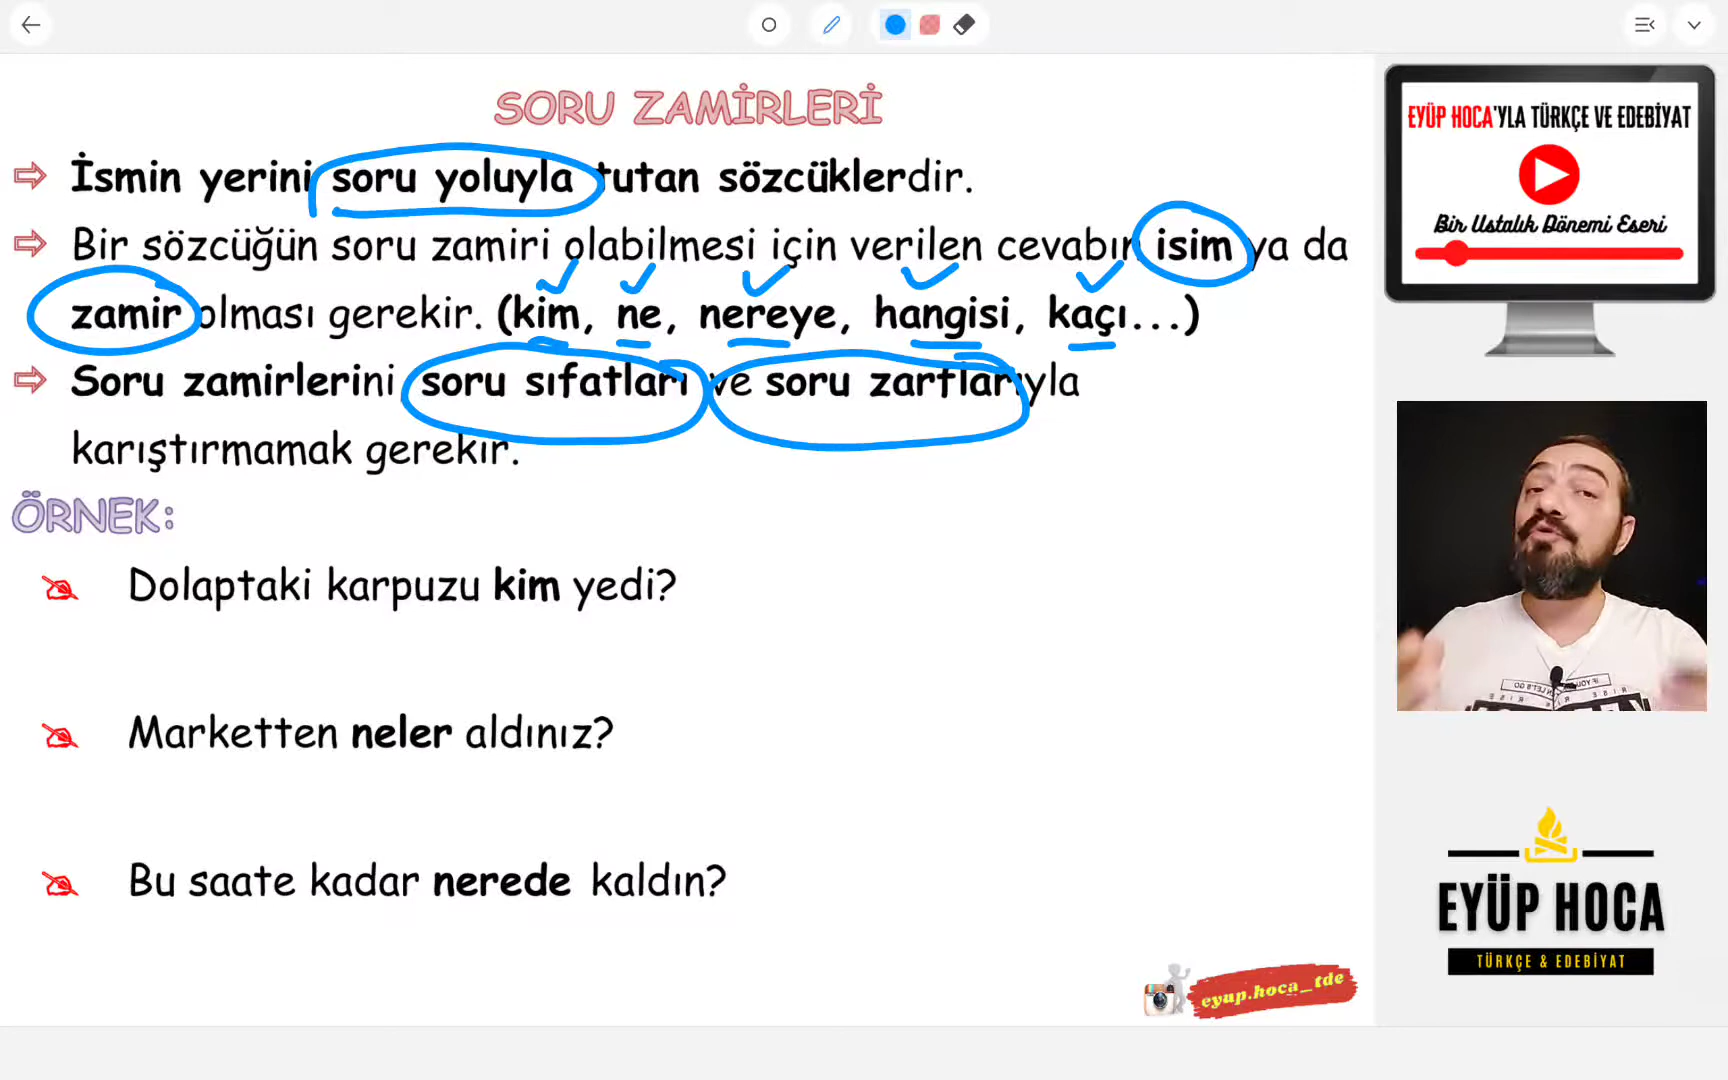 SORU ZAMİRLERİ
İsmin yerini soru yoluyla tutan sözcüklerdir.
Bir sözcüğün soru zamiri olabilmesi için verilen cevabın isim ya da
zamir olması gerekir. (kim, ne, nereye, hangisi, kaçı...)
Soru zamirlerini soru sıfatları ve soru zarflarıyla
karıştırmamak gerekir.
ÖRNEK:
Dolaptaki karpuzu kim yedi?
Marketten neler aldınız?
Bu saate kadar nerede kaldın?
eyup.hoca_tde
EYÜP HOCA'YLA TÜRKÇE VE EDEBİYAT
Bir Ustalık Dönemi Eseri
EYÜP HOCA
TÜRKÇE & EDEBİYAT